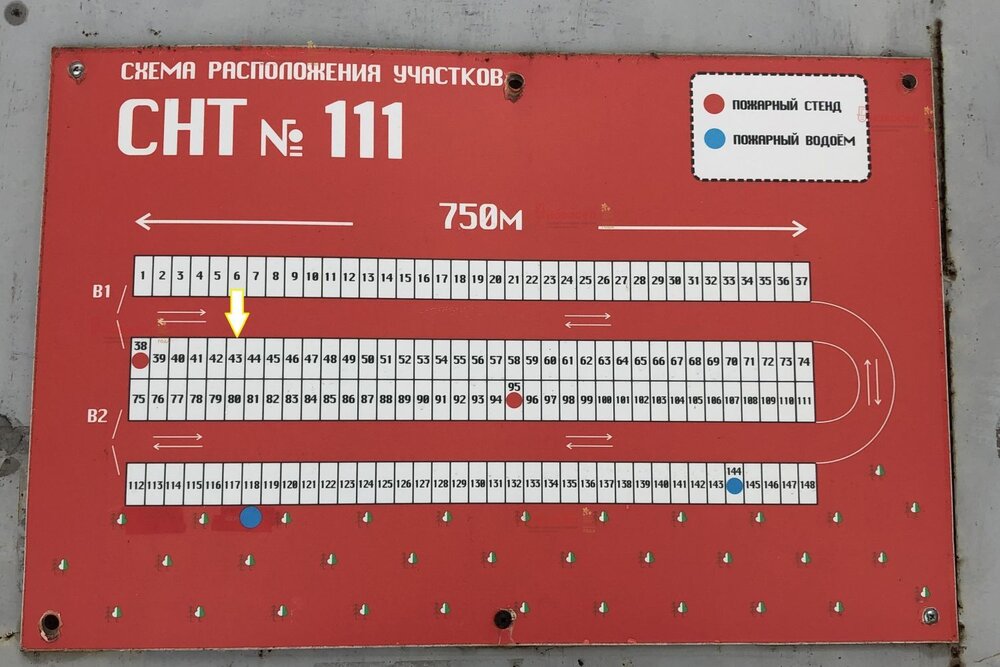 СХЕМА РАСПОЛОЖЕНИЯ УЧАСТКОВ
СНТ № 111
ПОЖАРНЫЙ СТЕНД
ПОЖАРНЫЙ ВОДОЁМ
750м
1 2 3 4 5 6 7 8 9 10 11 12 13 14 15 16 17 18 19 20 21 22 23 24 25 26 27 28 29 30 31 32 33 34 35 36 37
В1
38 39 40 41 42 43 44 45 46 47 48 49 50 51 52 53 54 55 56 57 58 59 60 61 62 63 64 65 66 67 68 69 70 71 72 73 74
75 76 77 78 79 80 81 82 83 84 85 86 87 88 89 90 91 92 93 94 95 96 97 98 99 100 101 102 103 104 105 106 107 108 109 110 111
В2
112 113 114 115 116 117 118 119 120 121 122 123 124 125 126 127 128 129 130 131 132 133 134 135 136 137 138 139 140 141 142 143 144 145 146 147 148